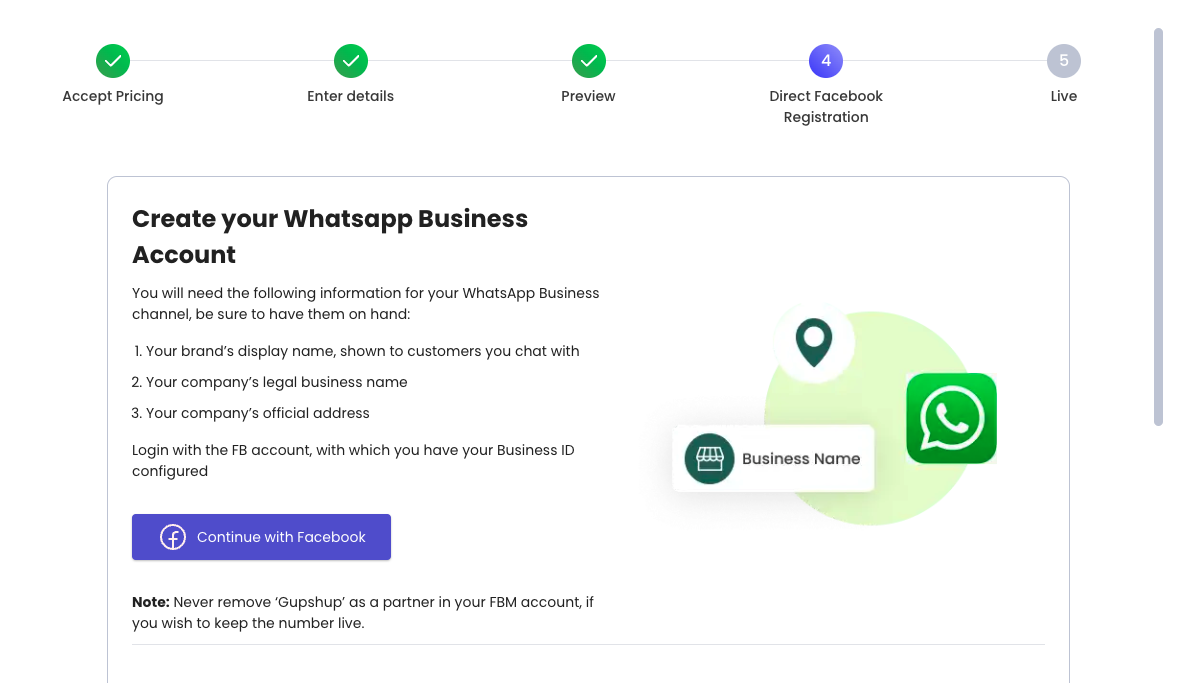 4
5
Accept Pricing
Enter details
Preview
Direct Facebook
Registration
Live
Create your Whatsapp Business
Account
You will need the following information for your WhatsApp Business
channel, be sure to have them on hand:
1. Your brand’s display name, shown to customers you chat with
2. Your company’s legal business name
3. Your company’s official address
Login with the FB account, with which you have your Business ID
configured
Business Name
Continue with Facebook
Note: Never remove ‘Gupshup’ as a partner in your FBM account, if
you wish to keep the number live.